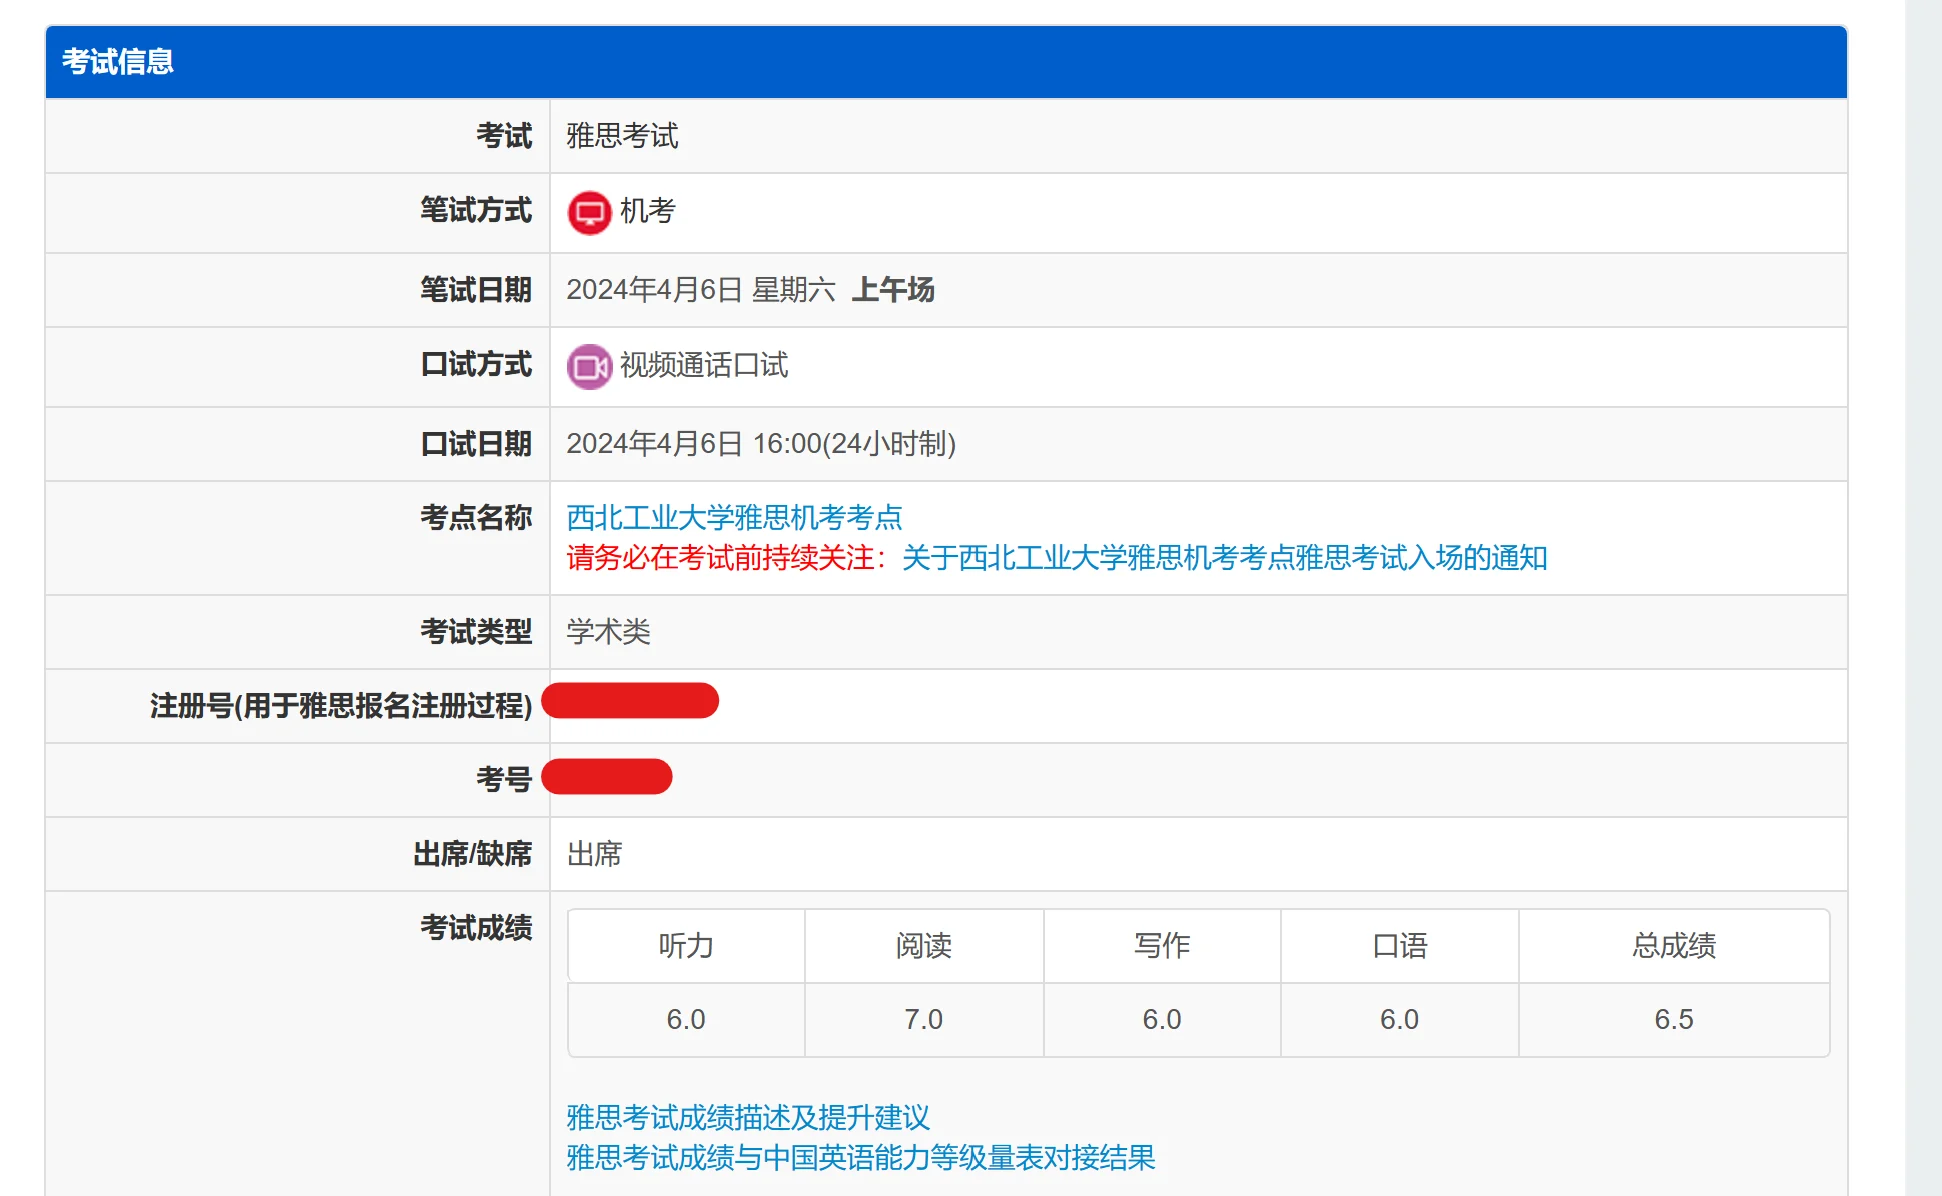 考试信息
考试 雅思考试
笔试方式 机考
笔试日期 2024年4月6日 星期六 上午场
口试方式 视频通话口试
口试日期 2024年4月6日 16:00(24小时制)
考点名称 西北工业大学雅思机考考点
请务必在考试前持续关注：关于西北工业大学雅思机考考点雅思考试入场的通知
考试类型 学术类
注册号(用于雅思报名注册过程)
考号
出席/缺席 出席
考试成绩 听力 阅读 写作 口语 总成绩
6.0 7.0 6.0 6.0 6.5
雅思考试成绩描述及提升建议
雅思考试成绩与中国英语能力等级量表对接结果